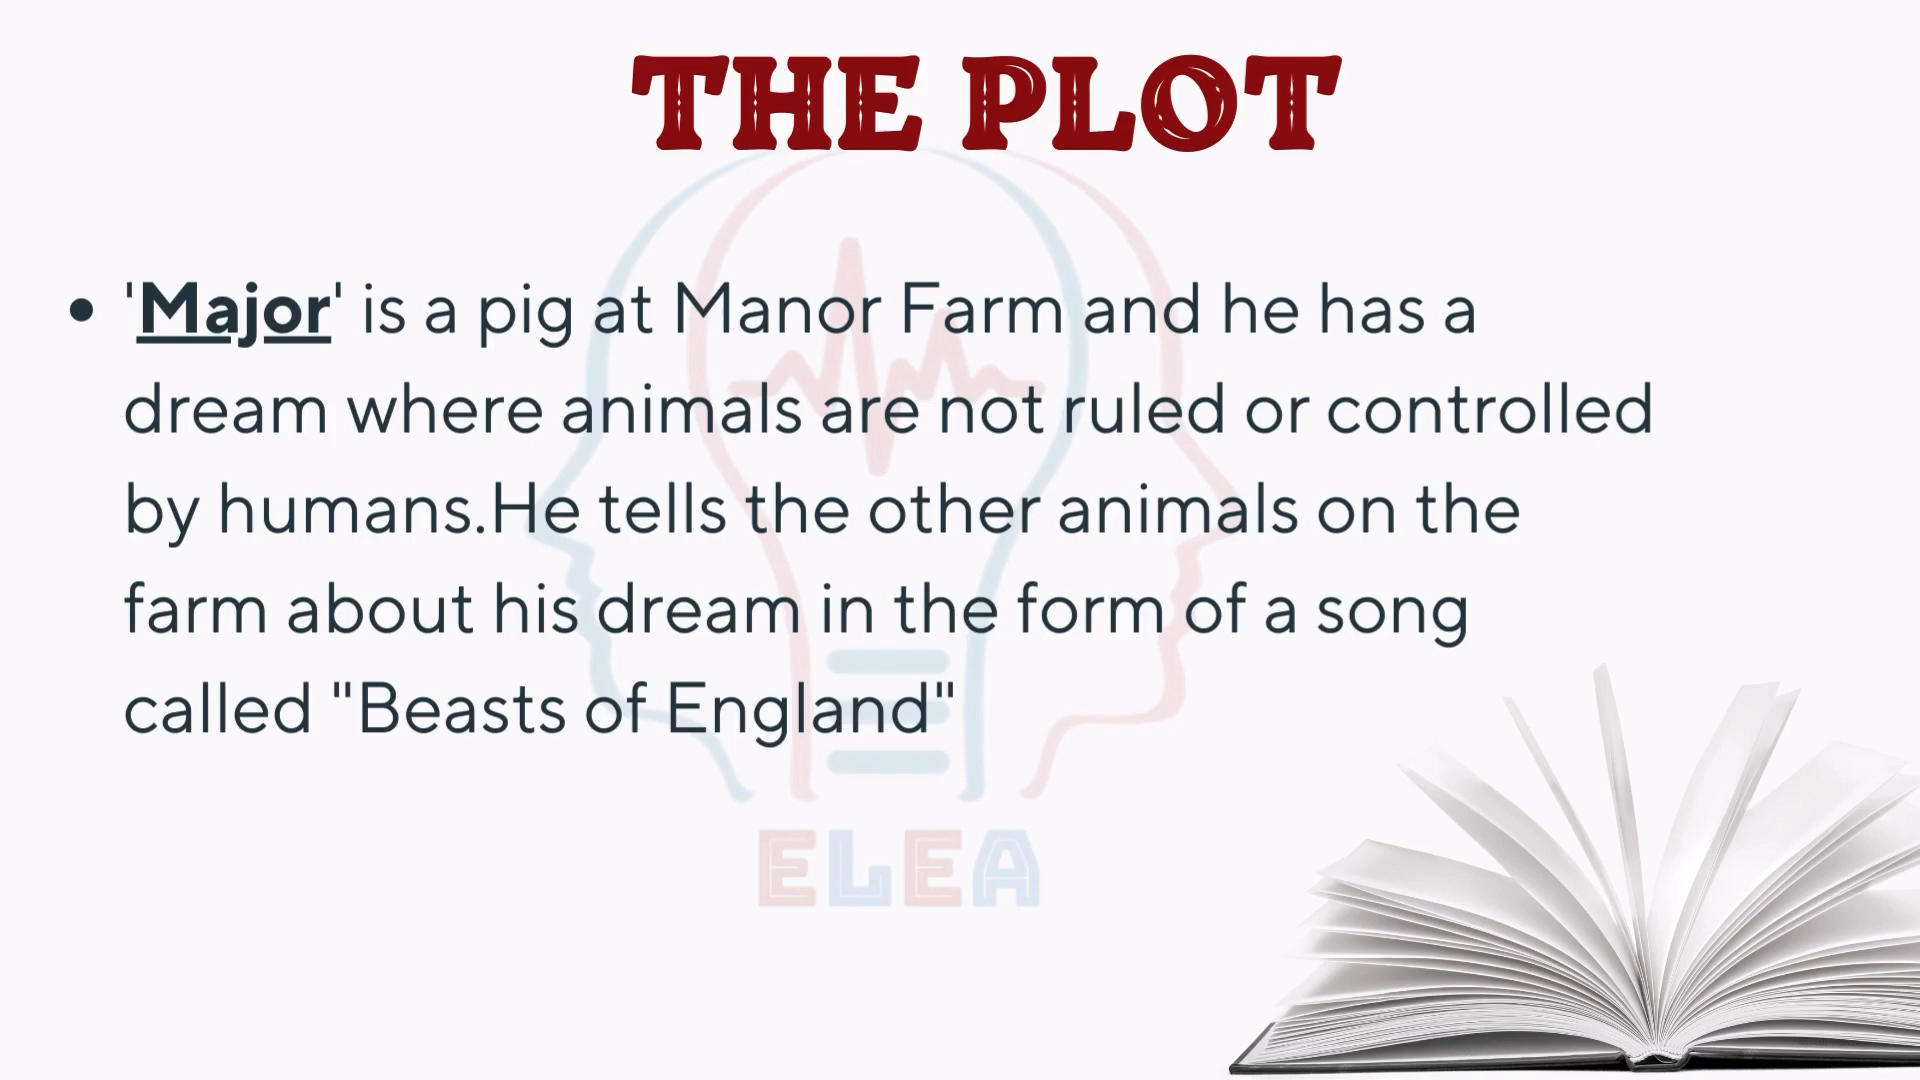 THE PLOT
• 'Major' is a pig at Manor Farm and he has a
dream where animals are not ruled or controlled
by humans.He tells the other animals on the
farm about his dream in the form of a song
called "Beasts of England"
ELEA